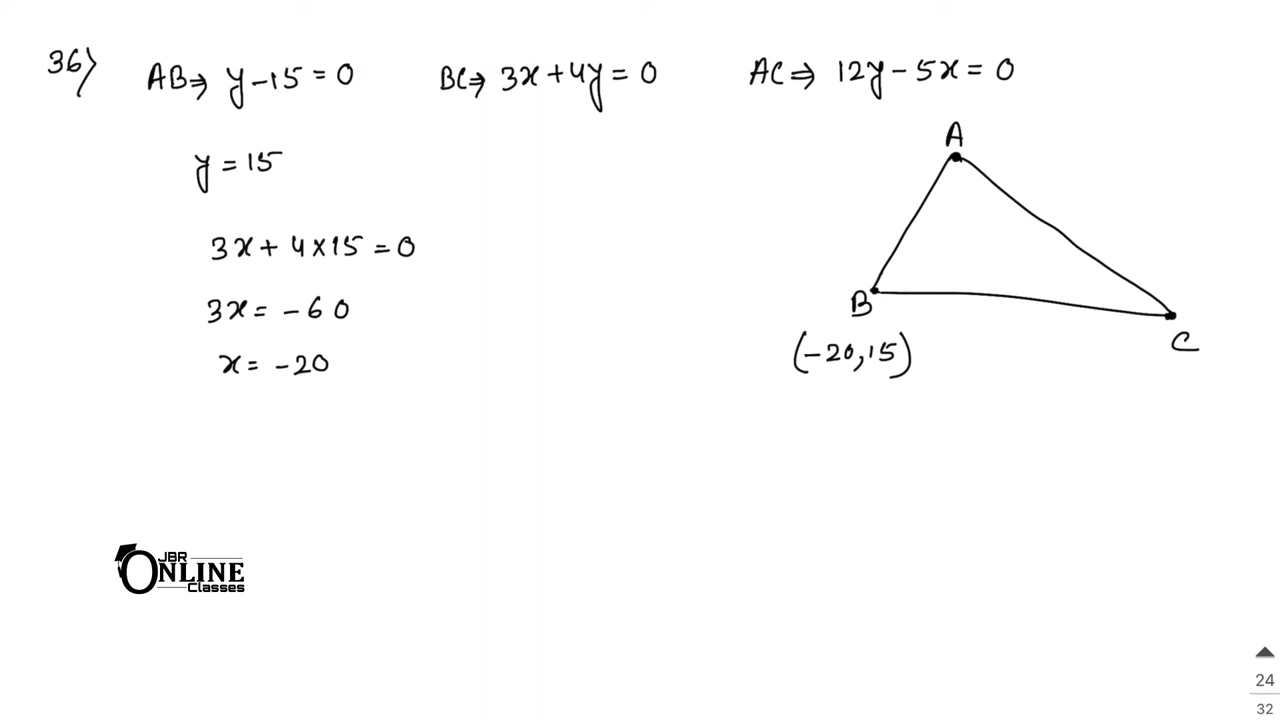 36) AB⇒ y-15=0 BC⇒ 3x+4y=0 AC⇒ 12y-5x=0
A
y=15
3x+4×15=0
B
3x=-60
C
(-20,15)
x=-20
JBR
ONLINE
Classes
24
32